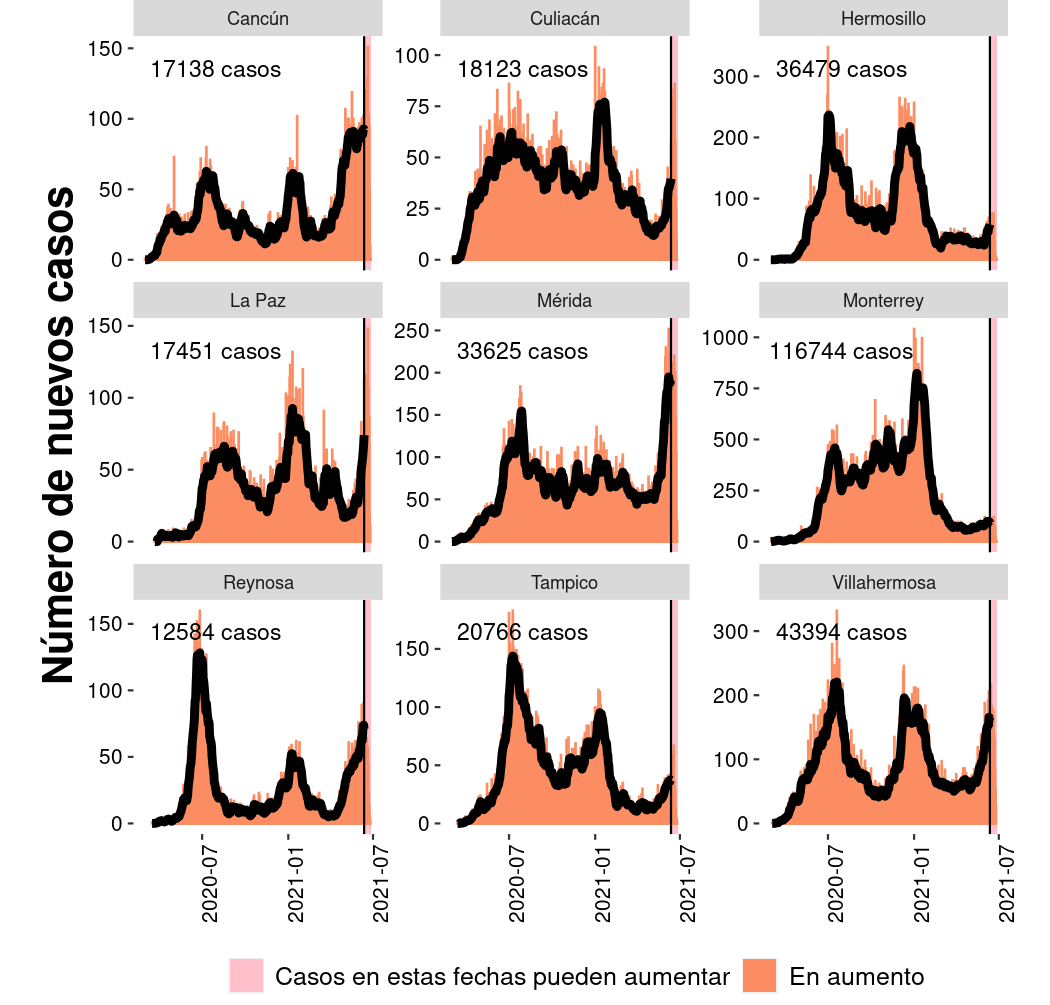 Número de nuevos casos
Cancún
Culiacán
Hermosillo
150
100
50
0
17138 casos
100
75
50
25
0
18123 casos
300
200
100
0
36479 casos
La Paz
Mérida
Monterrey
150
100
50
0
17451 casos
250
200
150
100
50
0
33625 casos
1000
750
500
250
0
116744 casos
Reynosa
Tampico
Villahermosa
150
100
50
0
12584 casos
150
100
50
0
20766 casos
300
200
100
0
43394 casos
2020-07
2021-01
2021-07
2020-07
2021-01
2021-07
2020-07
2021-01
2021-07
Casos en estas fechas pueden aumentar
En aumento